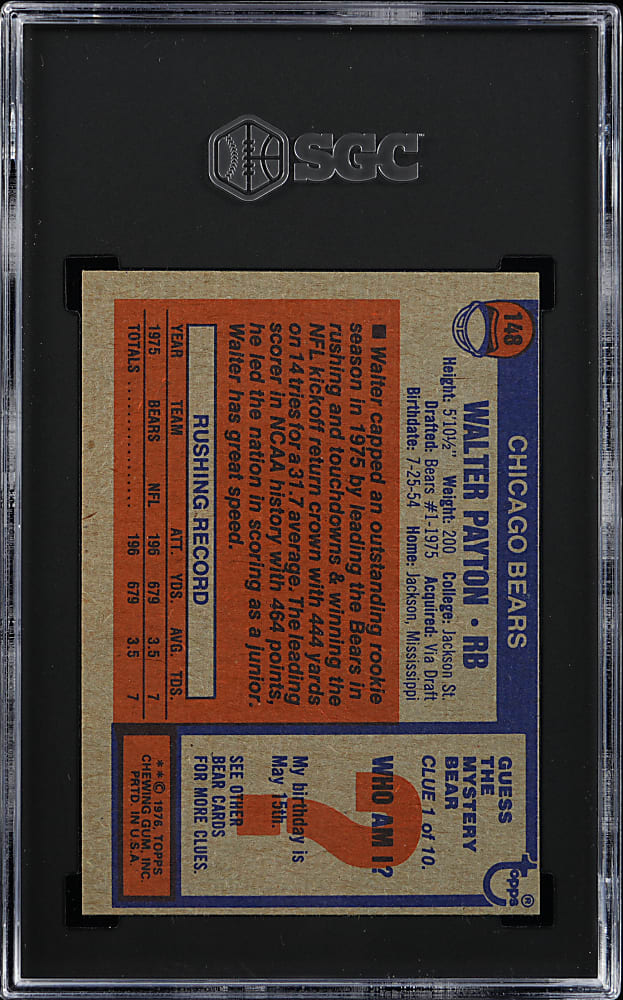 SGC
148
CHICAGO BEARS
WALTER PAYTON • RB
Height: 5'10½" Weight: 200 College: Jackson St.
Drafted: Bears #1-1975 Acquired: Via Draft
Birthdate: 7-25-54 Home: Jackson, Mississippi
■ Walter capped an outstanding rookie
season in 1975 by leading the Bears in
rushing and touchdowns & winning the
NFL kickoff return crown with 444 yards
on 14 tries for a 31.7 average. The leading
scorer in NCAA history with 464 points,
he led the nation in scoring as a junior.
Walter has great speed.
RUSHING RECORD
YEAR TEAM ATT. YDS. AVG. TDS.
1975 BEARS NFL 196 679 3.5 7
TOTALS ................ 196 679 3.5 7
topps®
GUESS
THE
MYSTERY
BEAR
CLUE 1 of 10.
?
WHO AM I?
My birthday is
May 15th.
SEE OTHER
BEAR CARDS
FOR MORE CLUES.
**© 1976 TOPPS
CHEWING GUM, INC.
PRTD. IN U.S.A.